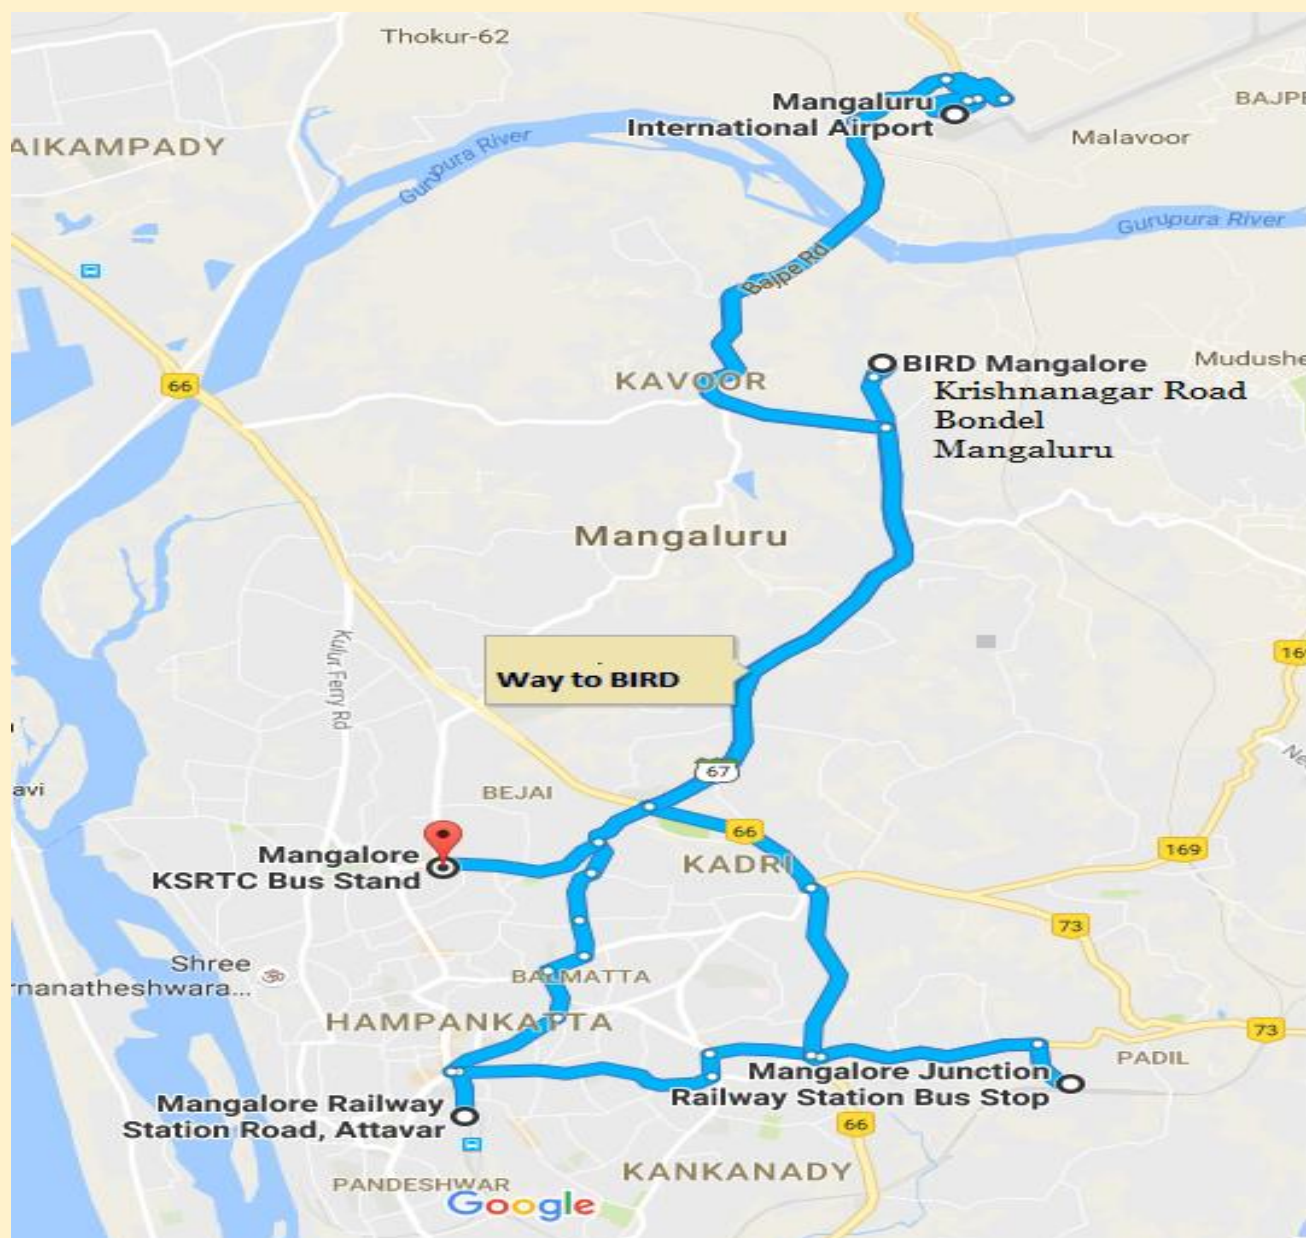 Thokur-62
BAJPE
Mangaluru
International Airport
Malavoor
AIKAMPADY
Gurupura River
Gurupura River
Bajpe Rd
BIRD Mangalore
Mudushe
Krishnanagar Road
Bondel
Mangaluru
KAVOOR
66
Mangaluru
Kulur Ferry Rd
Way to BIRD
169
Ne
67
avi
BEJAI
66
169
KADRI
Mangalore
KSRTC Bus Stand
73
Shree
rnanatheshwara...
BALMATTA
HAMPANKATTA
73
PADIL
Mangalore Junction
Railway Station Bus Stop
Mangalore Railway
Station Road, Attavar
66
KANKANADY
PANDESHWAR
Google